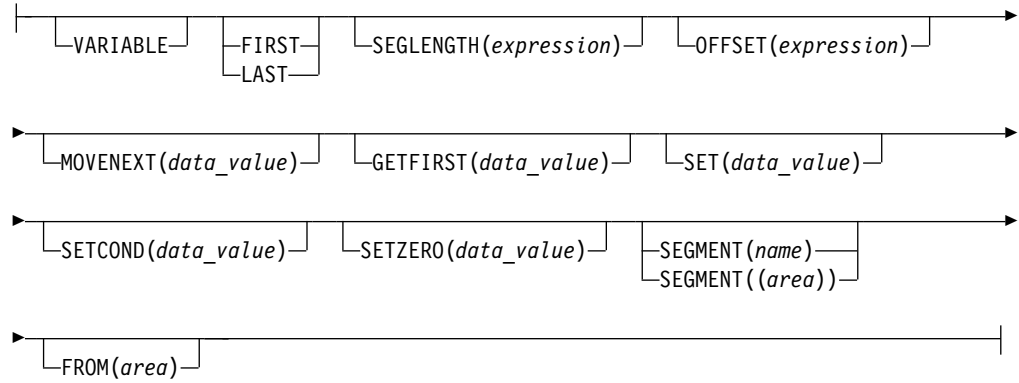 VARIABLE FIRST SEGLENGTH(expression) OFFSET(expression)
LAST
MOVENEXT(data_value) GETFIRST(data_value) SET(data_value)
SETCOND(data_value) SETZERO(data_value) SEGMENT(name)
SEGMENT((area))
FROM(area)